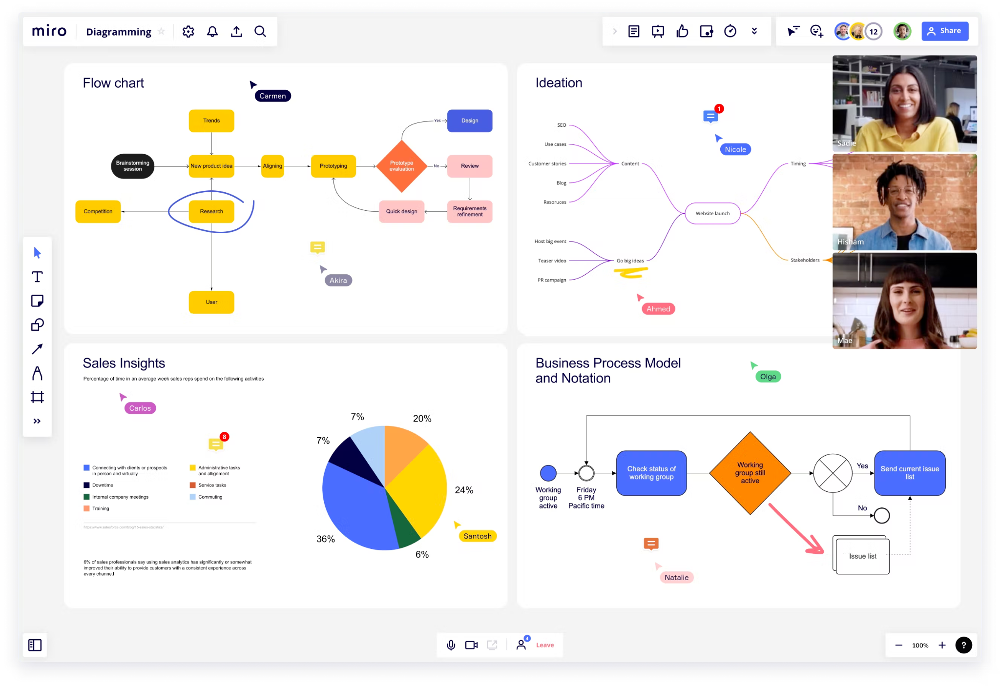 miro
Diagramming
12
Share
Flow chart
Carmen
Trends
Yes
Design
Brainstorming
session
New product idea
Aligning
Prototyping
Prototype
evaluation
No
Review
Competition
Research
Quick design
Requirements
refinement
Akira
User
Ideation
1
Nicole
SEO
Use cases
Customer stories
Content
Blog
Resoruces
Website launch
Timing
Host big event
Teaser video
Go big ideas
PR campaign
Stakeholders
Ahmed
Sadie
Hisham
Mae
Sales Insights
Percentage of time in an average week sales reps spend on the following activities
Carlos
8
Connecting with clients or prospects
in person and virtually
Downtime
Internal company meetings
Training
Administrative tasks
and allignment
Service tasks
Commuting
https://www.salesforce.com/blog/15-sales-statistics/
6% of sales professionals say using sales analytics has significantly or somewhat
improved their ability to provide customers with a consistent experience across
every channe.l
7%
20%
7%
24%
36%
6%
Santosh
Business Process Model
and Notation
Olga
Working
group
active
Friday
6 PM
Pacific time
Check status of
working group
Working
group still
active
Yes
Send current issue
list
No
Issue list
Natalie
4
Leave
100%
?